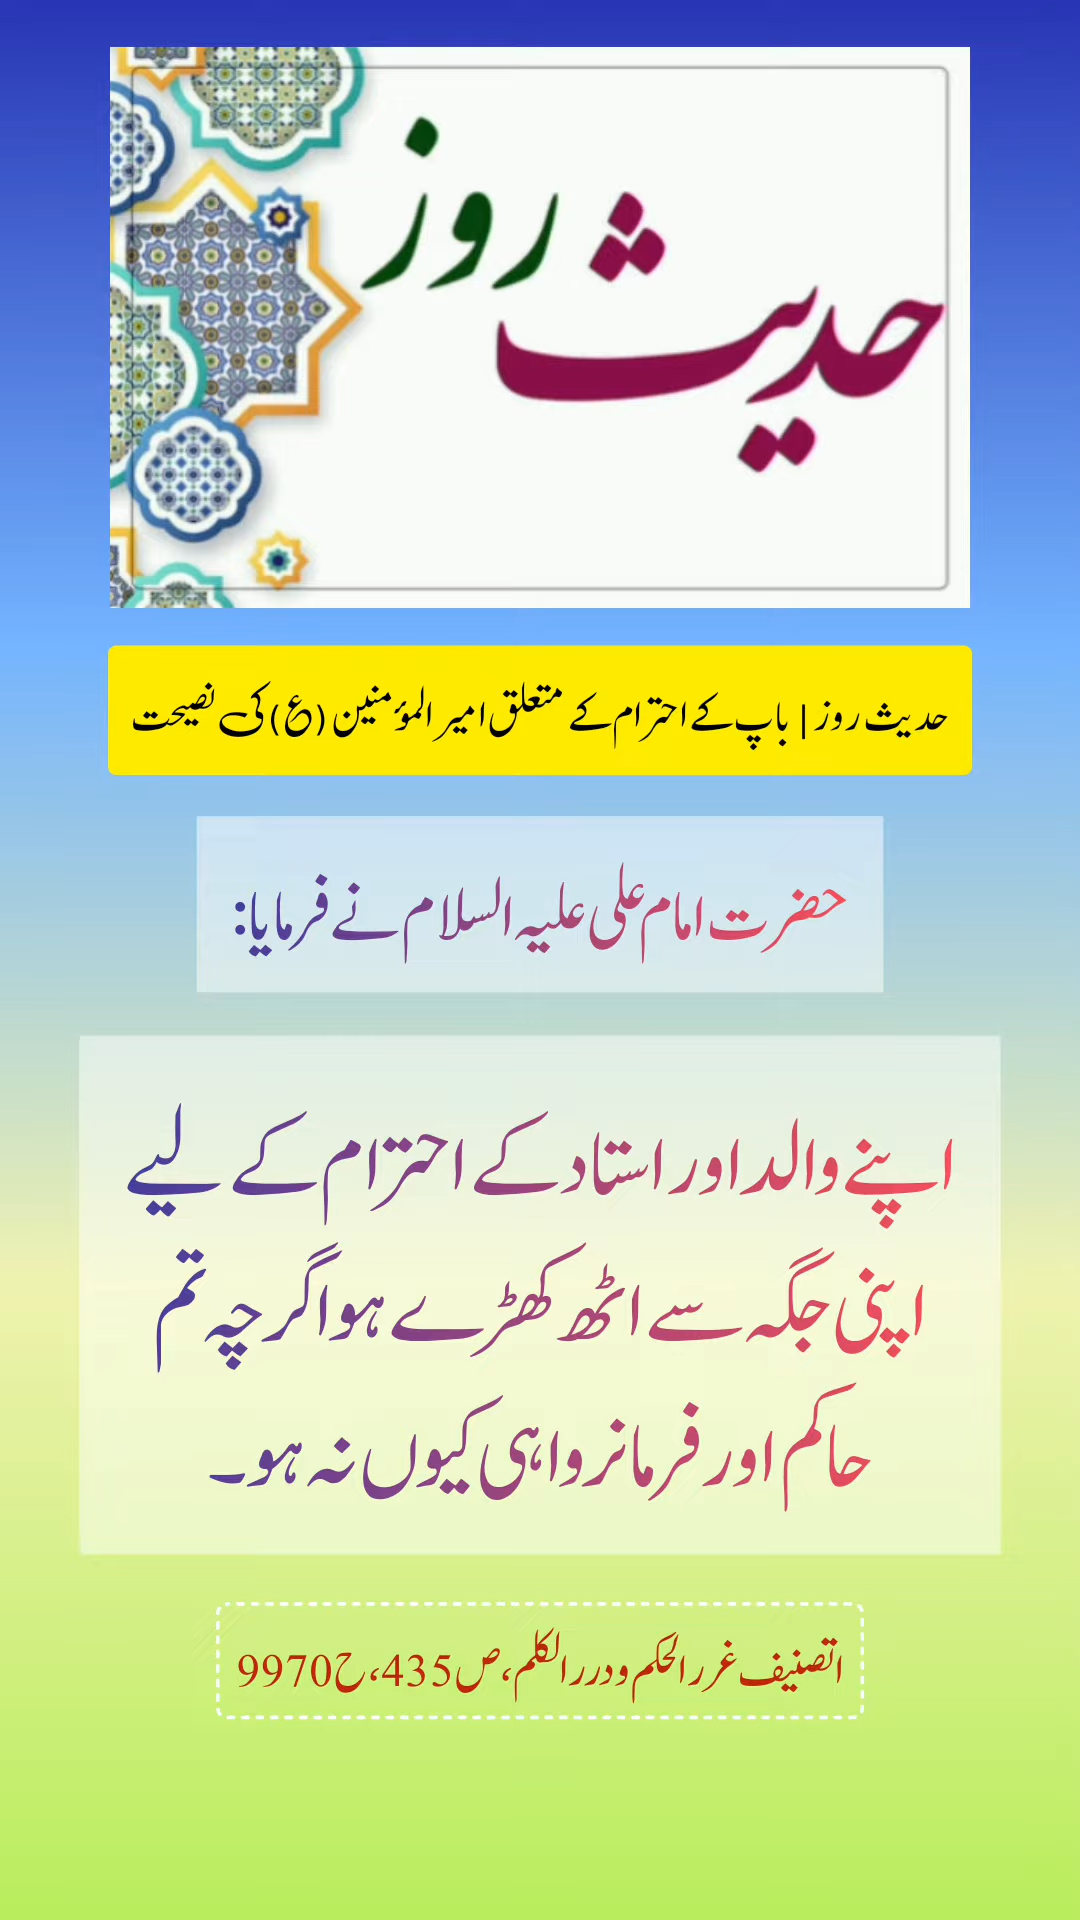 حدیث روز
حدیث روز | باپ کے احترام کے متعلق امیر المؤمنین (ع) کی نصیحت
حضرت امام علی علیہ السلام نے فرمایا:
اپنے والد اور استاد کے احترام کے لیے
اپنی جگہ سے اٹھ کھڑے ہو اگرچہ تم
حاکم اور فرمانروا ہی کیوں نہ ہو۔
اتصنیف غرر الحکم و درر الکلم، ص 435، ح 9970